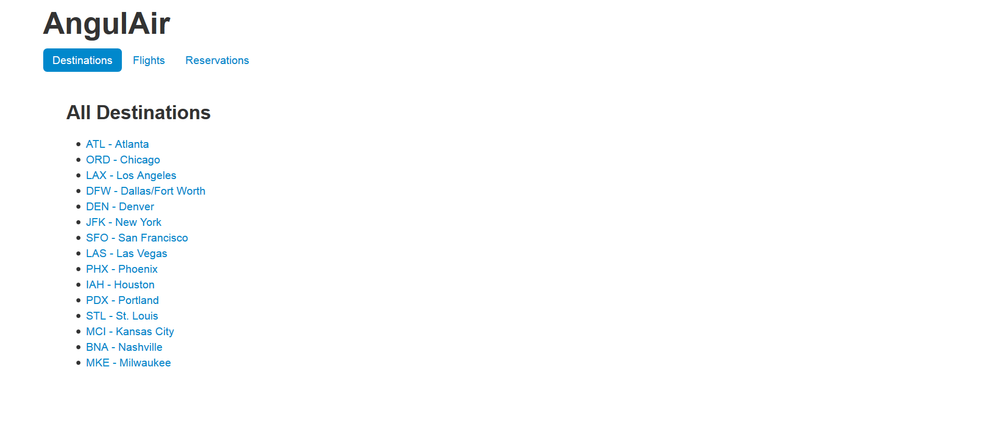 AngulAir
Destinations Flights Reservations
All Destinations
ATL - Atlanta
ORD - Chicago
LAX - Los Angeles
DFW - Dallas/Fort Worth
DEN - Denver
JFK - New York
SFO - San Francisco
LAS - Las Vegas
PHX - Phoenix
IAH - Houston
PDX - Portland
STL - St. Louis
MCI - Kansas City
BNA - Nashville
MKE - Milwaukee